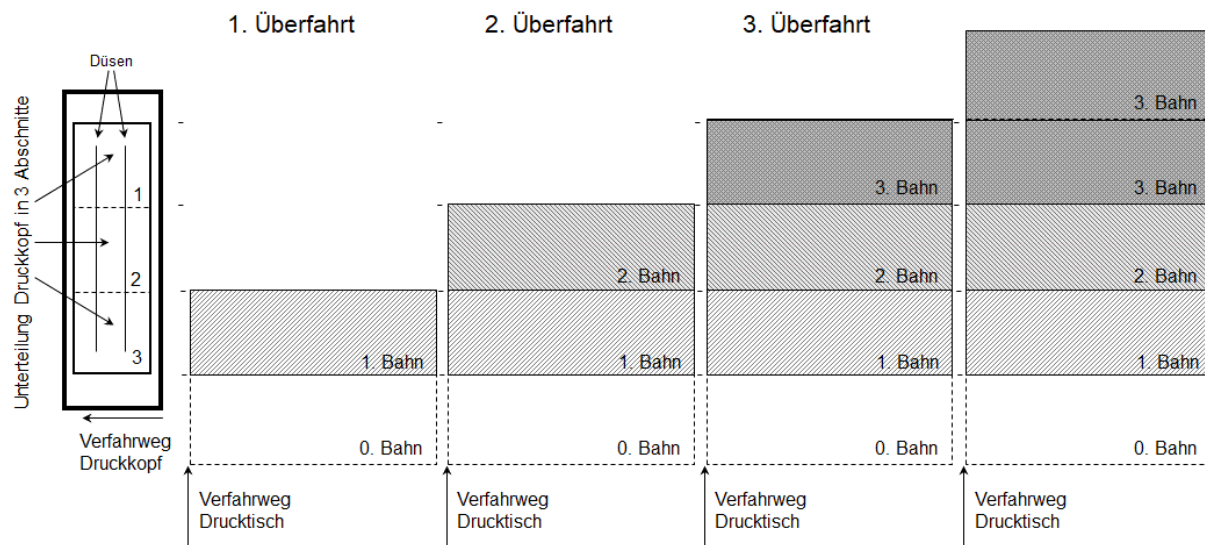 1. Überfahrt
2. Überfahrt
3. Überfahrt
Düsen
Unterteilung Druckkopf in 3 Abschnitte
1
2
3
Verfahrweg
Druckkopf
1. Bahn
0. Bahn
Verfahrweg
Drucktisch
2. Bahn
1. Bahn
0. Bahn
Verfahrweg
Drucktisch
3. Bahn
2. Bahn
1. Bahn
0. Bahn
Verfahrweg
Drucktisch
3. Bahn
3. Bahn
2. Bahn
1. Bahn
0. Bahn
Verfahrweg
Drucktisch